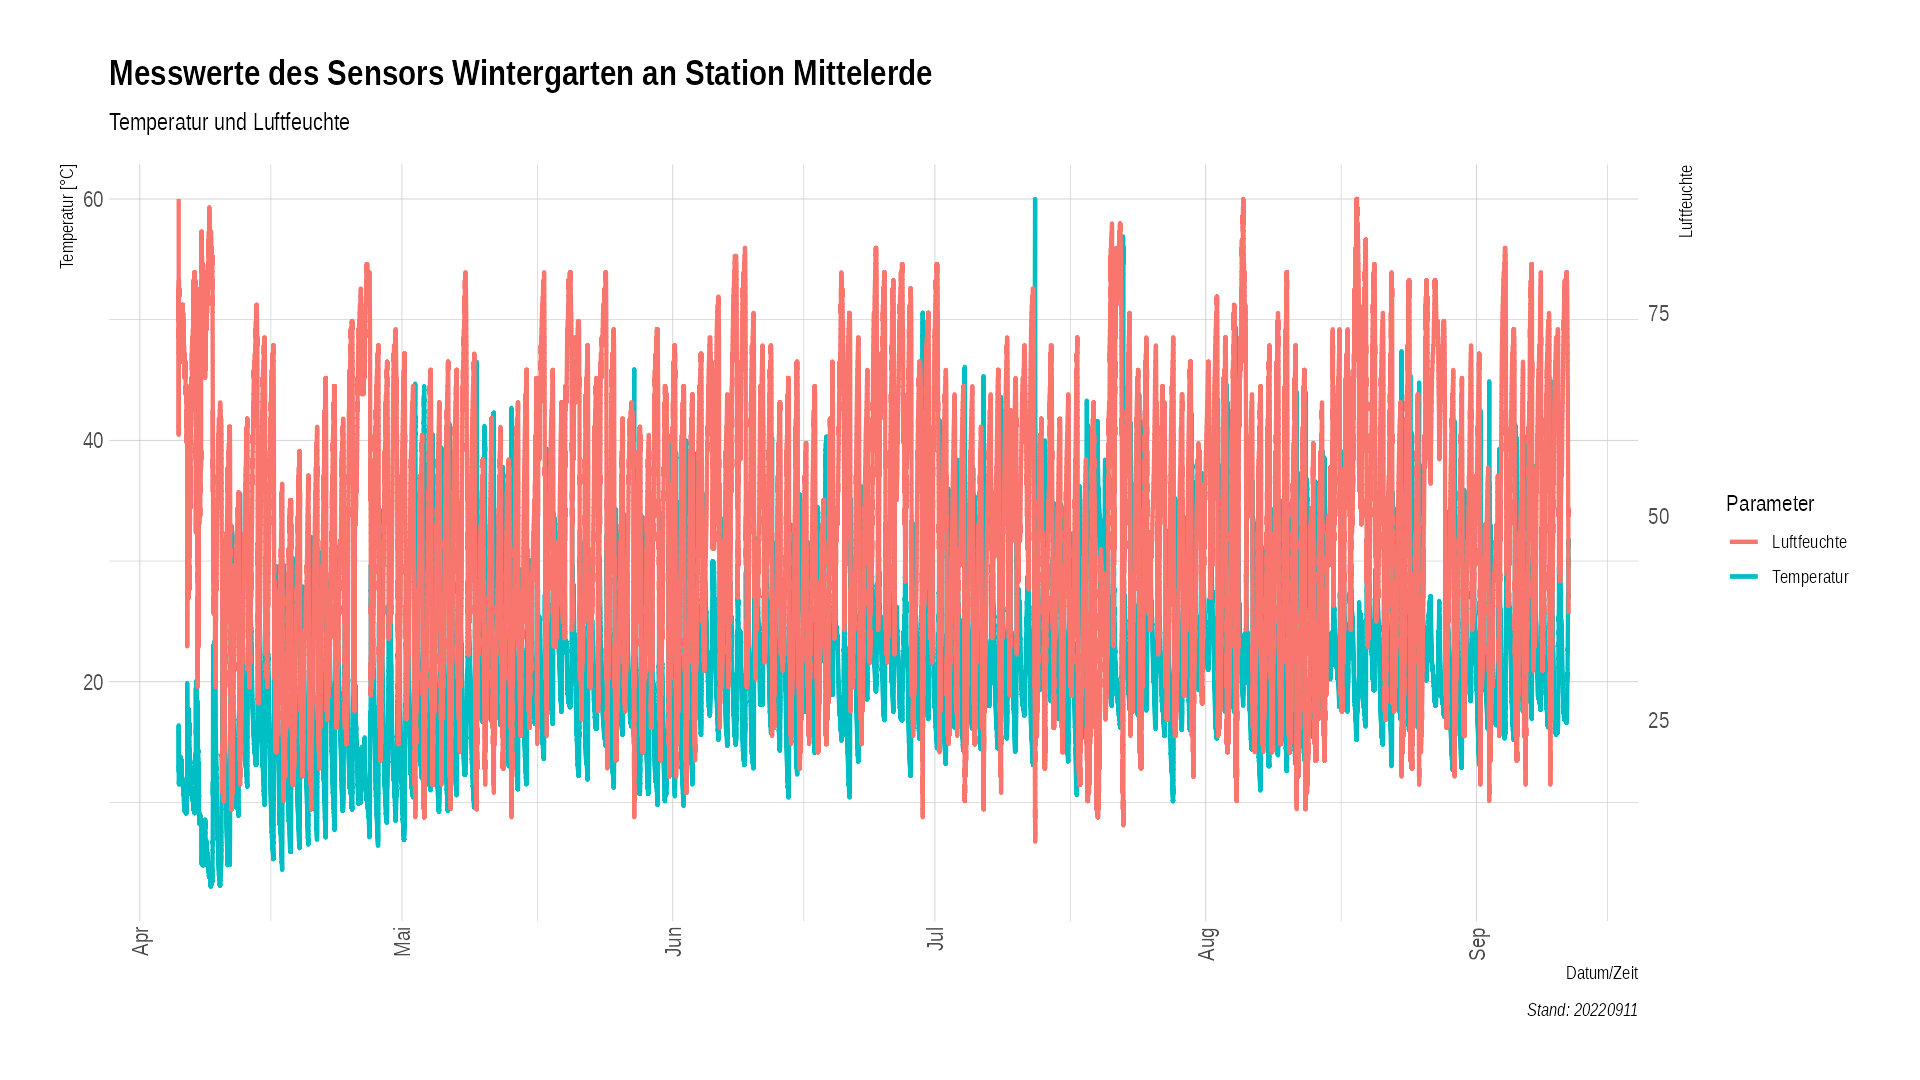 Messwerte des Sensors Wintergarten an Station Mittelerde
Temperatur und Luftfeuchte
Temperatur [°C]
60
40
20
Luftfeuchte
75
50
25
Parameter
Luftfeuchte
Temperatur
Apr
Mai
Jun
Jul
Aug
Sep
Datum/Zeit
Stand: 20220911